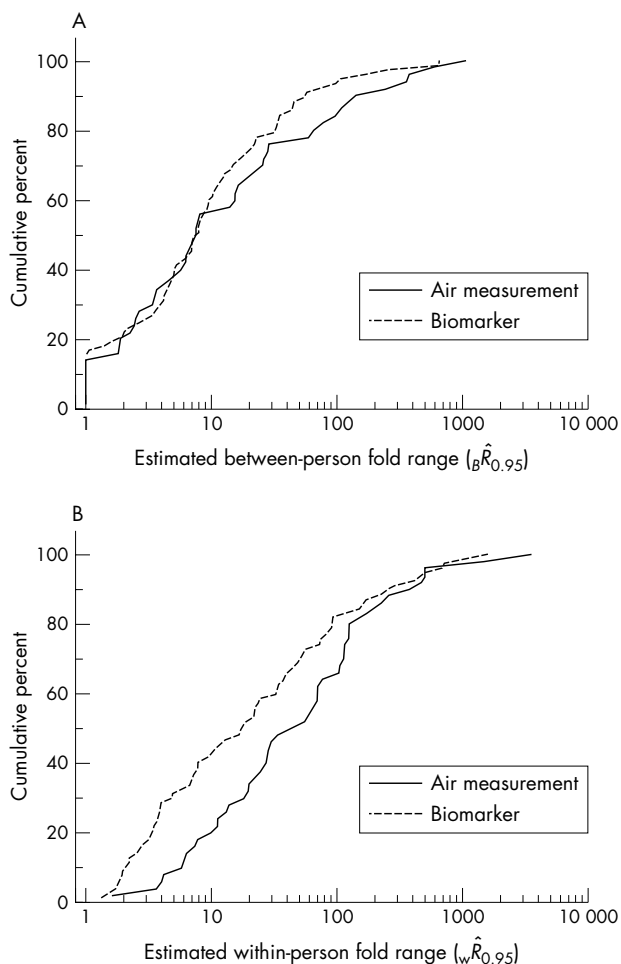 A
100
80
60
40
20
0
Cumulative percent
Air measurement
Biomarker
1 10 100 1000 10 000
Estimated between-person fold range (BR̂0.95)
B
100
80
60
40
20
0
Cumulative percent
Air measurement
Biomarker
1 10 100 1000 10 000
Estimated within-person fold range (wR̂0.95)